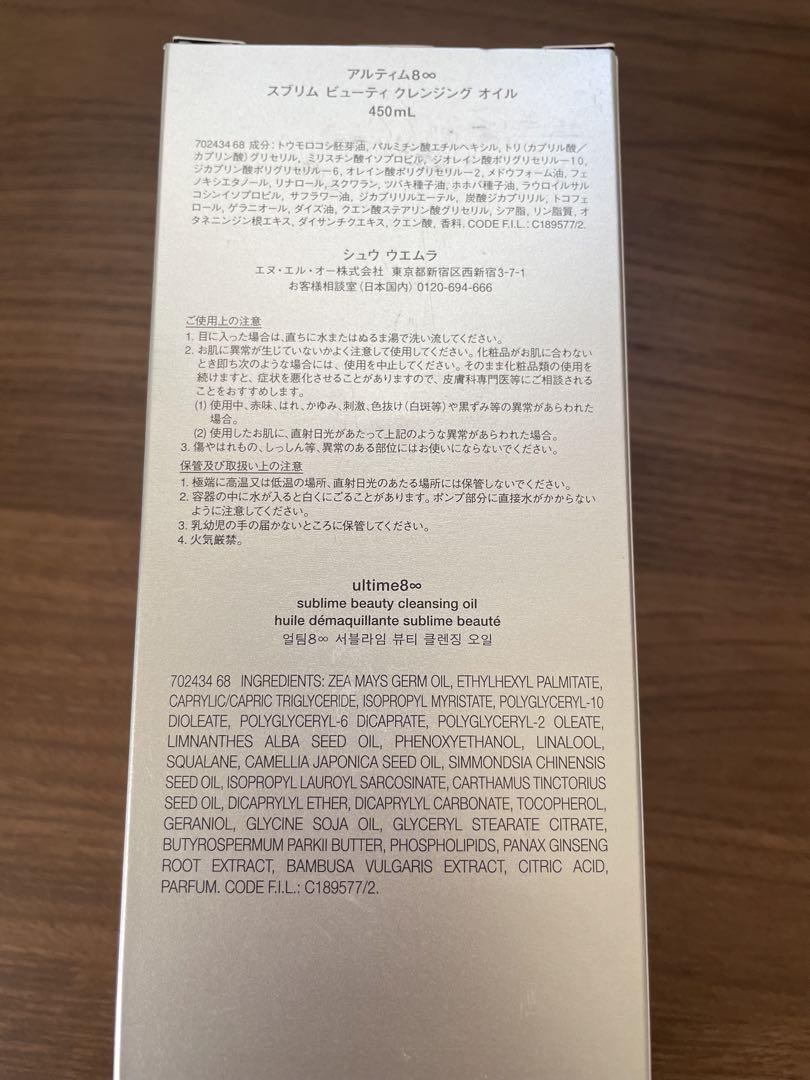 アルティム8∞
スブリム ビューティ クレンジング オイル
450mL
702434 68 成分：トウモロコシ胚芽油, パルミチン酸エチルヘキシル, トリ（カプリル酸／
カプリン酸）グリセリル, ミリスチン酸イソプロピル, ジオレイン酸ポリグリセリル－10,
ジカプリン酸ポリグリセリル－6, オレイン酸ポリグリセリル－2, メドウフォーム油, フェ
ノキシエタノール, リナロール, スクワラン, ツバキ種子油, ホホバ種子油, ラウロイルサル
コシンイソプロピル, サフラワー油, ジカプリリルエーテル, 炭酸ジカプリリル, トコフェ
ロール, ゲラニオール, ダイズ油, クエン酸ステアリン酸グリセリル, シア脂, リン脂質, オ
タネニンジン根エキス, ダイサンチクエキス, クエン酸, 香料. CODE F.I.L.: C189577/2.
シュウ ウエムラ
エヌ・エル・オー株式会社 東京都新宿区西新宿3-7-1
お客様相談室（日本国内）0120-694-666
ご使用上の注意
1. 目に入った場合は、直ちに水またはぬるま湯で洗い流してください。
2. お肌に異常が生じていないかよく注意して使用してください。化粧品がお肌に合わない
とき即ち次のような場合には、使用を中止してください。そのまま化粧品類の使用を
続けますと、症状を悪化させることがありますので、皮膚科専門医等にご相談される
ことをおすすめします。
(1) 使用中、赤味、はれ、かゆみ、刺激、色抜け（白斑等）や黒ずみ等の異常があらわれた
場合。
(2) 使用したお肌に、直射日光があたって上記のような異常があらわれた場合。
3. 傷やはれもの、しっしん等、異常のある部位にはお使いにならないでください。
保管及び取扱い上の注意
1. 極端に高温又は低温の場所、直射日光のあたる場所には保管しないでください。
2. 容器の中に水が入ると白くにごることがあります。ポンプ部分に直接水がかからない
ように注意してください。
3. 乳幼児の手の届かないところに保管してください。
4. 火気厳禁。
ultime8∞
sublime beauty cleansing oil
huile démaquillante sublime beauté
얼팀8∞ 서블라임 뷰티 클렌징 오일
702434 68 INGREDIENTS: ZEA MAYS GERM OIL, ETHYLHEXYL PALMITATE,
CAPRYLIC/CAPRIC TRIGLYCERIDE, ISOPROPYL MYRISTATE, POLYGLYCERYL-10
DIOLEATE, POLYGLYCERYL-6 DICAPRATE, POLYGLYCERYL-2 OLEATE,
LIMNANTHES ALBA SEED OIL, PHENOXYETHANOL, LINALOOL,
SQUALANE, CAMELLIA JAPONICA SEED OIL, SIMMONDSIA CHINENSIS
SEED OIL, ISOPROPYL LAUROYL SARCOSINATE, CARTHAMUS TINCTORIUS
SEED OIL, DICAPRYLYL ETHER, DICAPRYLYL CARBONATE, TOCOPHEROL,
GERANIOL, GLYCINE SOJA OIL, GLYCERYL STEARATE CITRATE,
BUTYROSPERMUM PARKII BUTTER, PHOSPHOLIPIDS, PANAX GINSENG
ROOT EXTRACT, BAMBUSA VULGARIS EXTRACT, CITRIC ACID,
PARFUM. CODE F.I.L.: C189577/2.